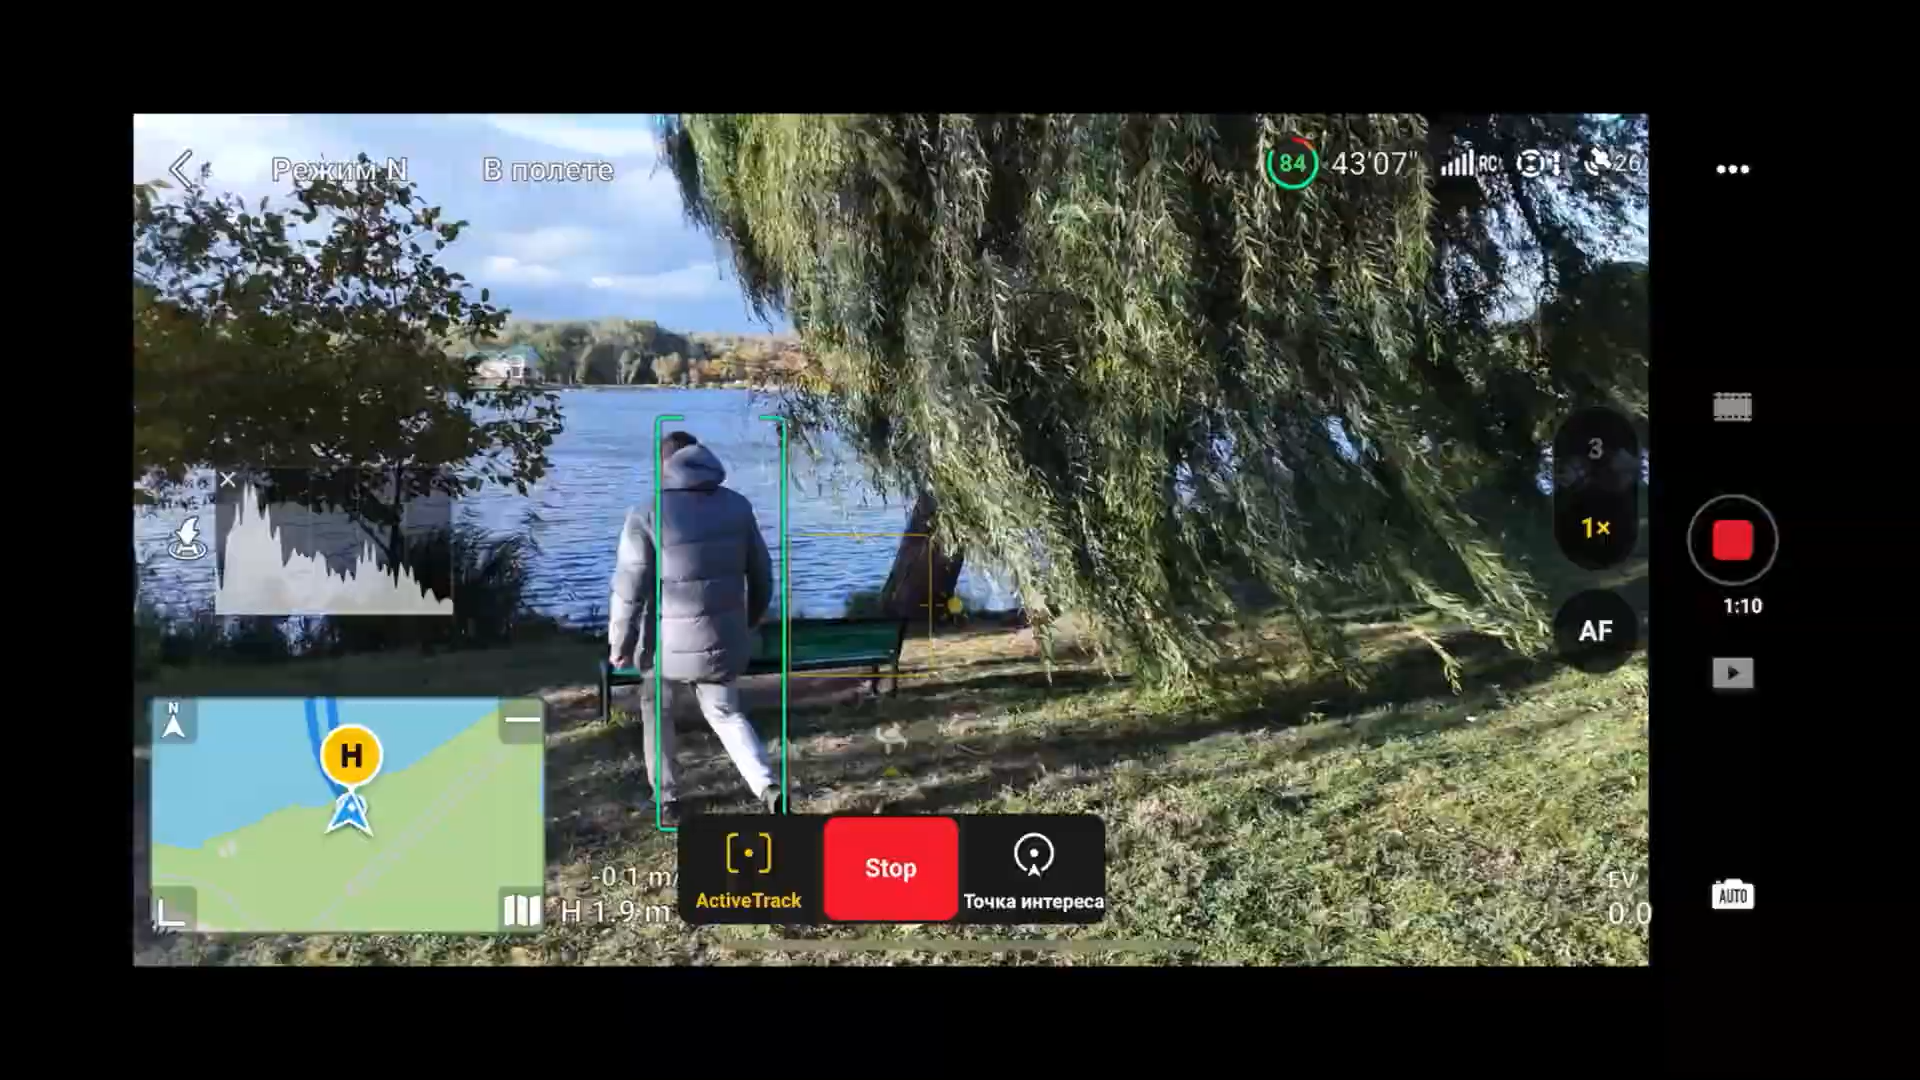 Режим N
В полете
84
43'07"
RC
26
3
1×
1:10
AF
N
H
-0.1 m/
H 1.9 m
ActiveTrack
Stop
Точка интереса
EV
0.0
AUTO